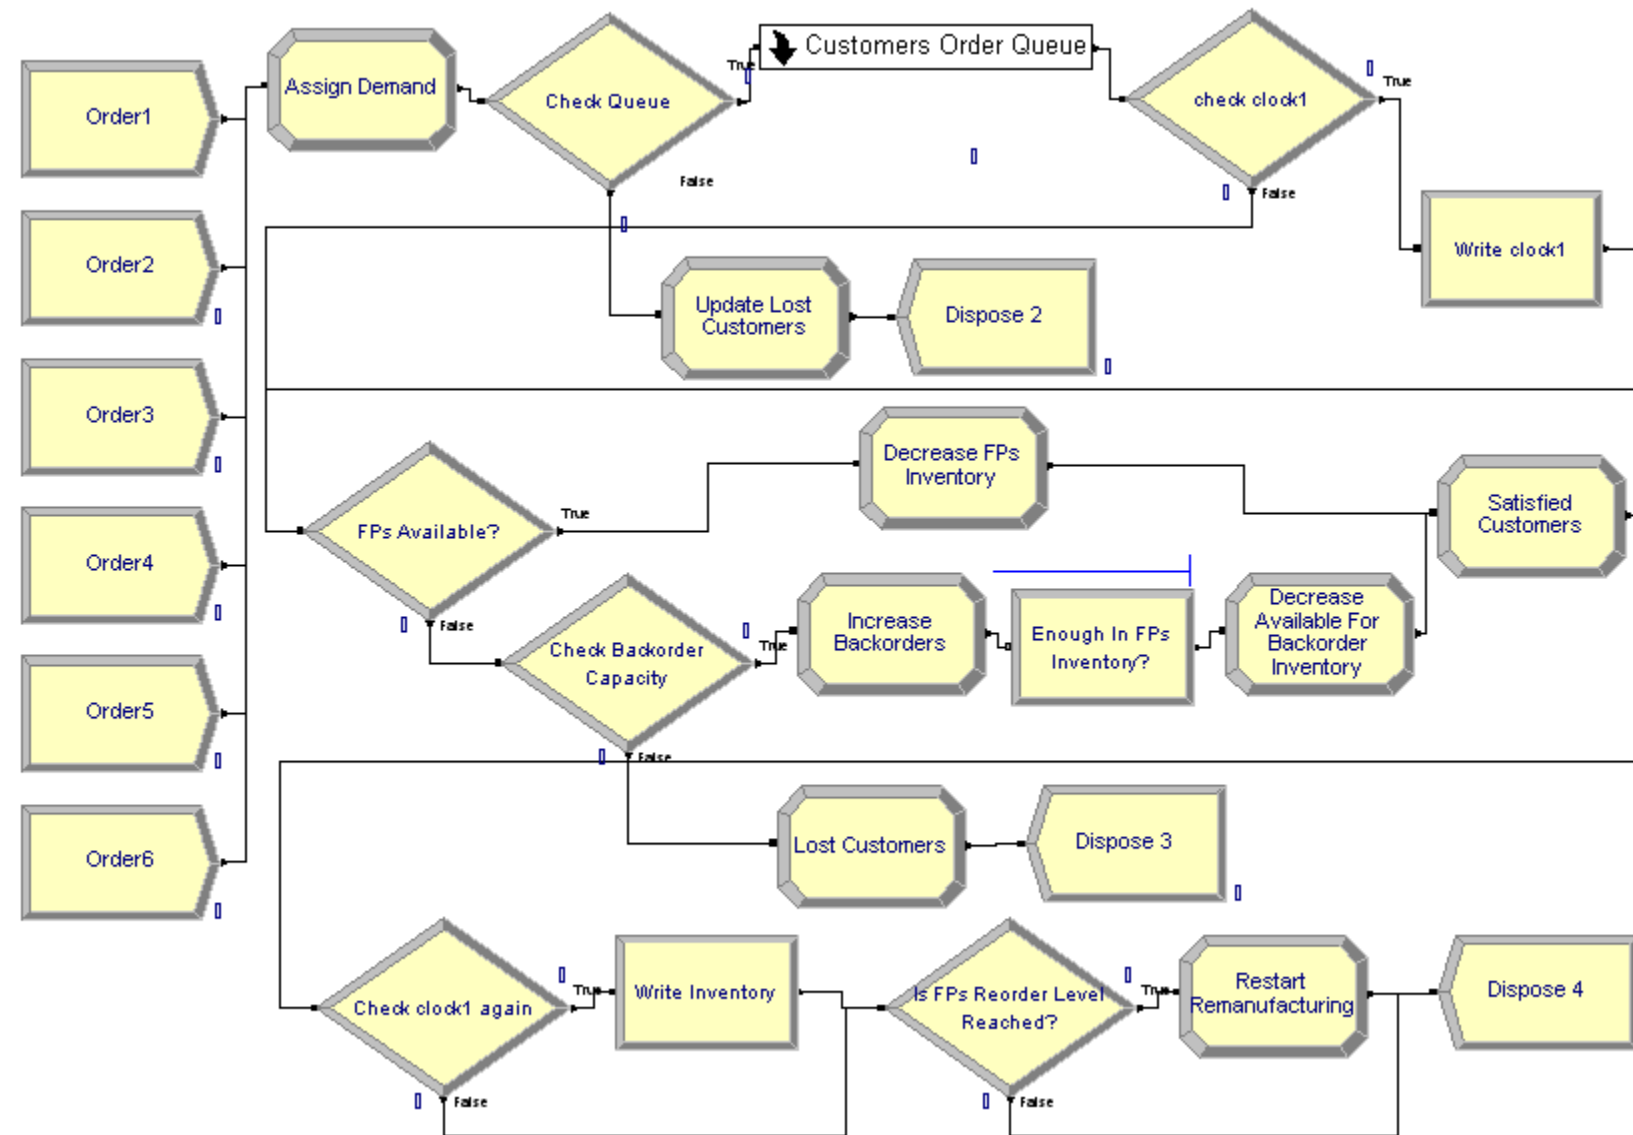 Order1
Assign Demand
Check Queue
True
False
Customers Order Queue
check clock1
True
False
Write clock1
Order2
Update Lost
Customers
Dispose 2
Order3
Decrease FPs
Inventory
Satisfied
Customers
FPs Available?
True
False
Order4
Check Backorder
Capacity
True
False
Increase
Backorders
Enough In FPs
Inventory?
Decrease
Available For
Backorder
Inventory
Order5
Lost Customers
Dispose 3
Order6
Check clock1 again
True
False
Write Inventory
Is FPs Reorder Level
Reached?
True
False
Restart
Remanufacturing
Dispose 4